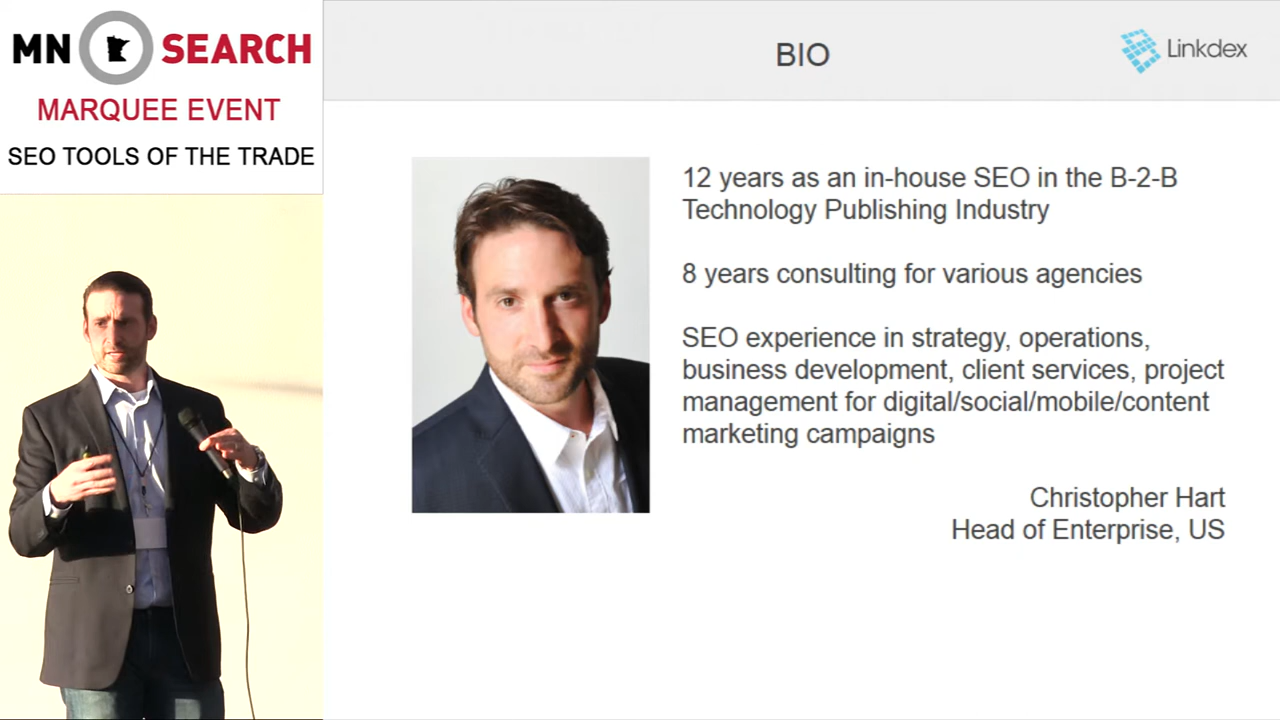 MN SEARCH
MARQUEE EVENT
SEO TOOLS OF THE TRADE
BIO
Linkdex
12 years as an in-house SEO in the B-2-B
Technology Publishing Industry
8 years consulting for various agencies
SEO experience in strategy, operations,
business development, client services, project
management for digital/social/mobile/content
marketing campaigns
Christopher Hart
Head of Enterprise, US